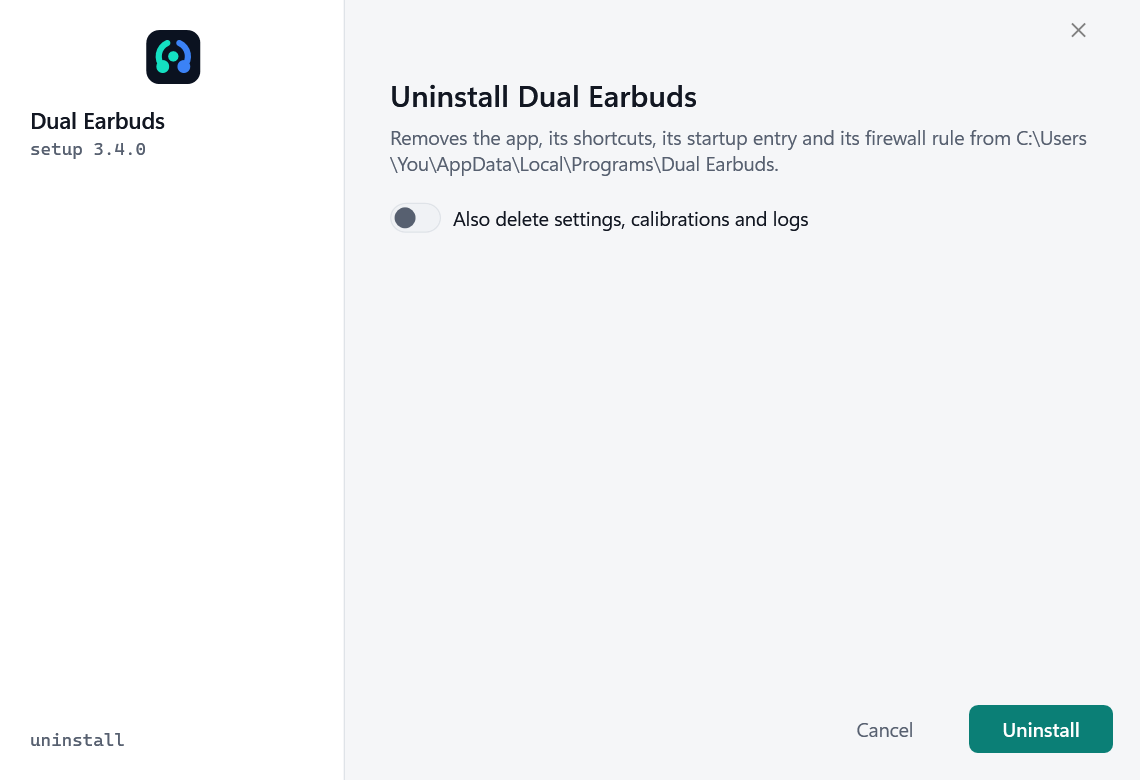 Dual Earbuds
setup 3.4.0
uninstall
Uninstall Dual Earbuds
Removes the app, its shortcuts, its startup entry and its firewall rule from C:\Users
\You\AppData\Local\Programs\Dual Earbuds.
Also delete settings, calibrations and logs
Cancel
Uninstall